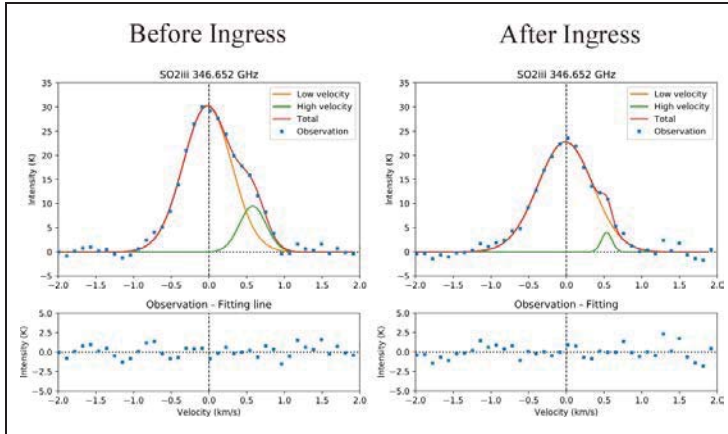 Before Ingress
After Ingress
SO2iii 346.652 GHz
35
30
25
20
15
10
5
0
−5
Intensity (K)
Low velocity
High velocity
Total
Observation
−2.0 −1.5 −1.0 −0.5 0.0 0.5 1.0 1.5 2.0
km/s
Observation - Fitting line
5.0
2.5
0.0
−2.5
−5.0
Intensity (K)
−2.0 −1.5 −1.0 −0.5 0.0 0.5 1.0 1.5 2.0
Velocity (km/s)
SO2iii 346.652 GHz
35
30
25
20
15
10
5
0
−5
Intensity (K)
Low velocity
High velocity
Total
Observation
−2.0 −1.5 −1.0 −0.5 0.0 0.5 1.0 1.5 2.0
km/s
Observation - Fitting
5.0
2.5
0.0
−2.5
−5.0
Intensity (K)
−2.0 −1.5 −1.0 −0.5 0.0 0.5 1.0 1.5 2.0
Velocity (km/s)